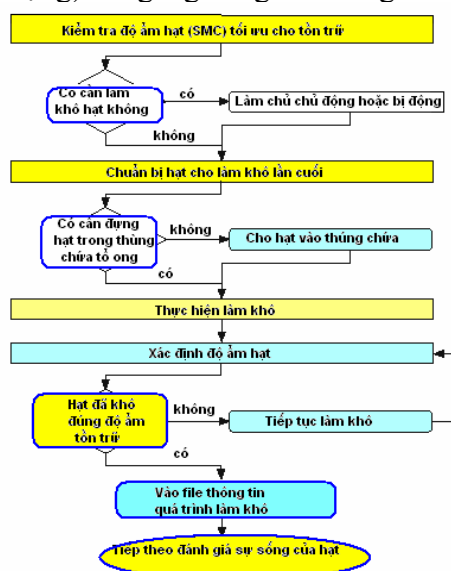 Kiểm tra độ ẩm hạt (SMC) tối ưu cho tồn trữ
Có cần làm
khô hạt không
có
Làm chủ chủ động hoặc bị động
không
Chuẩn bị hạt cho làm khô lần cuối
Có cần đựng
hạt trong thùng
chứa tổ ong
không
Cho hạt vào thúng chứa
có
Thực hiện làm khô
Xác định độ ẩm hạt
Hạt đã khô
đúng độ ẩm
tồn trữ
không
Tiếp tục làm khô
có
Vào file thông tin
quá trình làm khô
Tiếp theo đánh giá sự sống của hạt